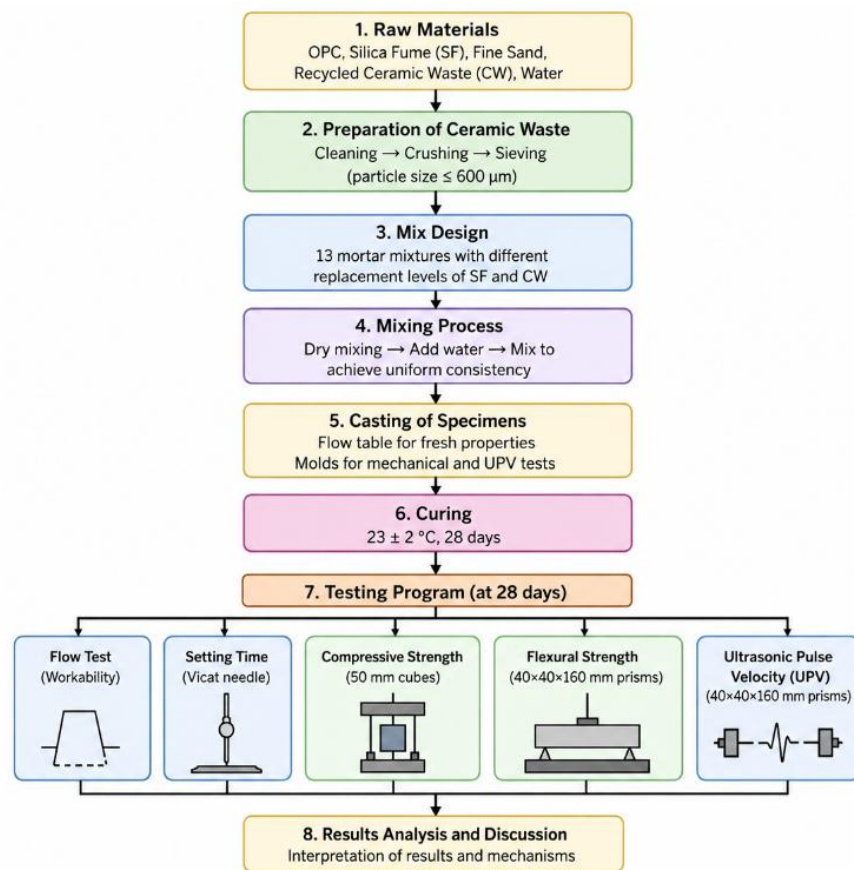 1. Raw Materials
OPC, Silica Fume (SF), Fine Sand,
Recycled Ceramic Waste (CW), Water
2. Preparation of Ceramic Waste
Cleaning → Crushing → Sieving
(particle size ≤ 600 μm)
3. Mix Design
13 mortar mixtures with different
replacement levels of SF and CW
4. Mixing Process
Dry mixing → Add water → Mix to
achieve uniform consistency
5. Casting of Specimens
Flow table for fresh properties
Molds for mechanical and UPV tests
6. Curing
23 ± 2 °C, 28 days
7. Testing Program (at 28 days)
Flow Test
(Workability)
Setting Time
(Vicat needle)
Compressive Strength
(50 mm cubes)
Flexural Strength
(40×40×160 mm prisms)
Ultrasonic Pulse
Velocity (UPV)
(40×40×160 mm prisms)
8. Results Analysis and Discussion
Interpretation of results and mechanisms